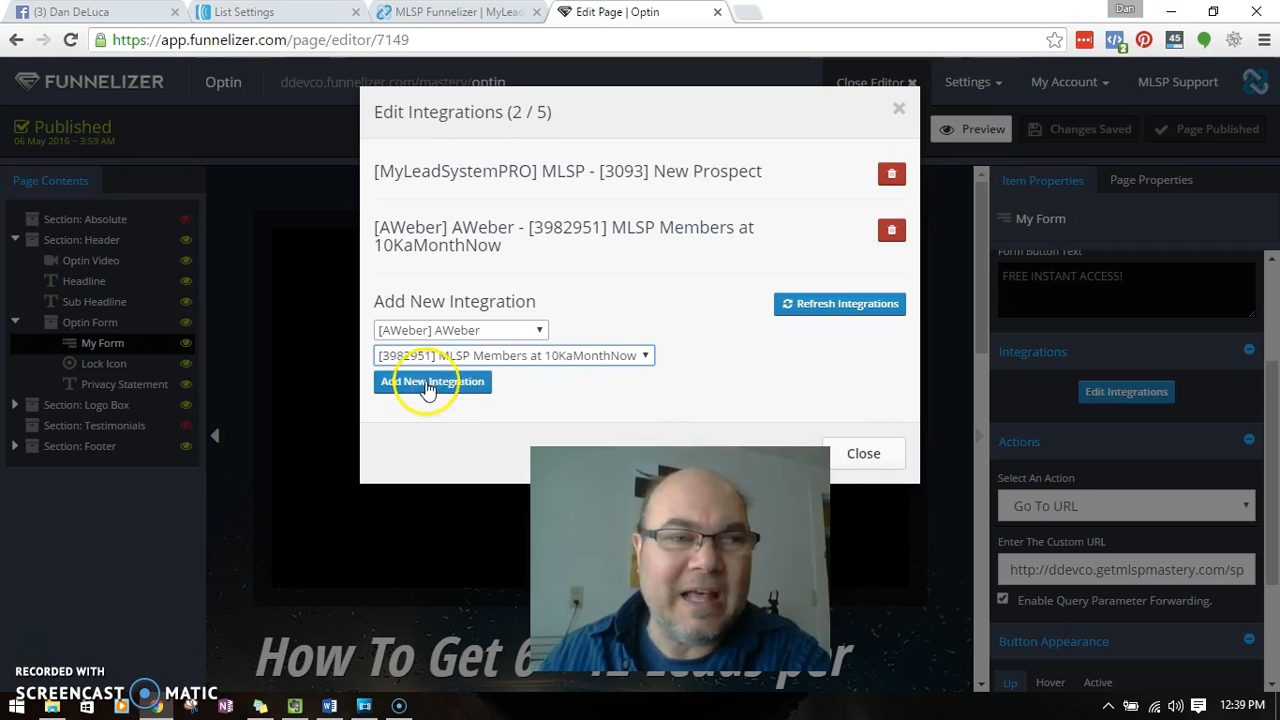 (3) Dan DeLuca
List Settings
MLSP Funnelizer | MyLead
Edit Page | Optin
Dan
https://app.funnelizer.com/page/editor/7149
45
2
FUNNELIZER
Optin
ddevco.funnelizer.com/mastery/optin
Close Editor
Settings
My Account
MLSP Support
Published
06 May 2016 - 3:59 AM
Preview
Changes Saved
Page Published
Page Contents
Section: Absolute
Section: Header
Optin Video
Headline
Sub Headline
Optin Form
My Form
Lock Icon
Privacy Statement
Section: Logo Box
Section: Testimonials
Section: Footer
Edit Integrations (2 / 5)
[MyLeadSystemPRO] MLSP - [3093] New Prospect
[AWeber] AWeber - [3982951] MLSP Members at
10KaMonthNow
Add New Integration
Refresh Integrations
[AWeber] AWeber
[3982951] MLSP Members at 10KaMonthNow
Add New Integration
Close
Item Properties
Page Properties
My Form
Form Button Text
FREE INSTANT ACCESS!
Integrations
Edit Integrations
Actions
Select An Action
Go To URL
Enter The Custom URL
http://ddevco.getmlspmastery.com/sp
Enable Query Parameter Forwarding.
Button Appearance
Up
Hover
Active
How To Get 6
Leads per
RECORDED WITH
SCREENCAST MATIC
12:39 PM